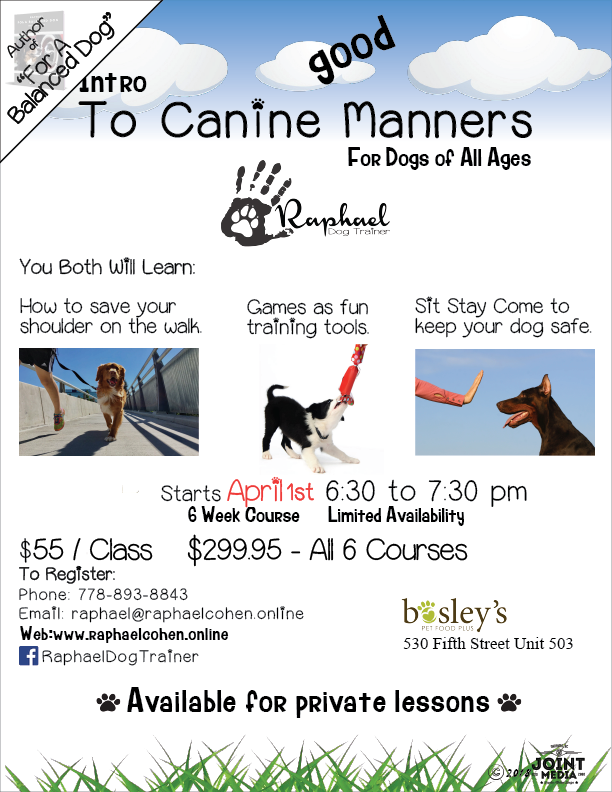 Author
of
"For A
Balanced Dog"
good
Intro
To Canine Manners
For Dogs of All Ages
Raphael
Dog Trainer
You Both Will Learn:
How to save your
shoulder on the walk.
Games as fun
training tools.
Sit Stay Come to
keep your dog safe.
Starts April 1st 6:30 to 7:30 pm
6 Week Course Limited Availability
$55 / Class $299.95 - All 6 Courses
To Register:
Phone: 778-893-8843
Email: raphael@raphaelcohen.online
Web:www.raphaelcohen.online
RaphaelDogTrainer
bosley's
PET FOOD PLUS
530 Fifth Street Unit 503
Available for private lessons
2018
JOINT
MEDIA